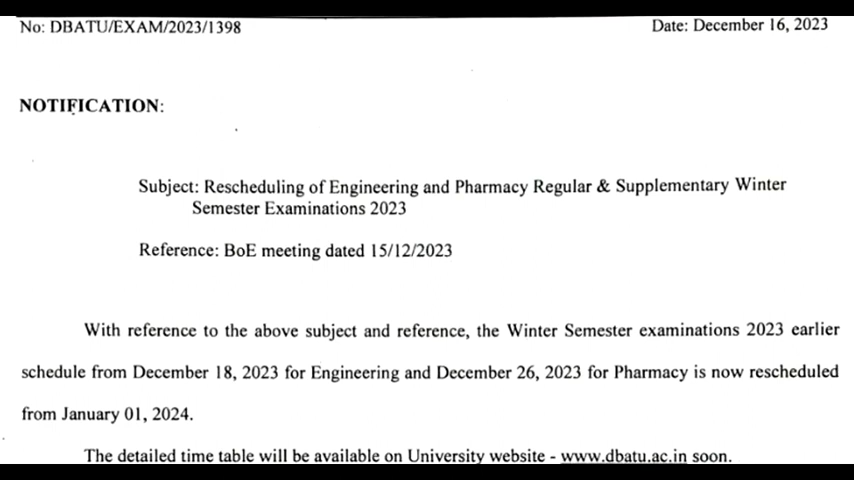 No: DBATU/EXAM/2023/1398
Date: December 16, 2023
NOTIFICATION:
Subject: Rescheduling of Engineering and Pharmacy Regular & Supplementary Winter
Semester Examinations 2023
Reference: BoE meeting dated 15/12/2023
With reference to the above subject and reference, the Winter Semester examinations 2023 earlier
schedule from December 18, 2023 for Engineering and December 26, 2023 for Pharmacy is now rescheduled
from January 01, 2024.
The detailed time table will be available on University website - www.dbatu.ac.in soon.